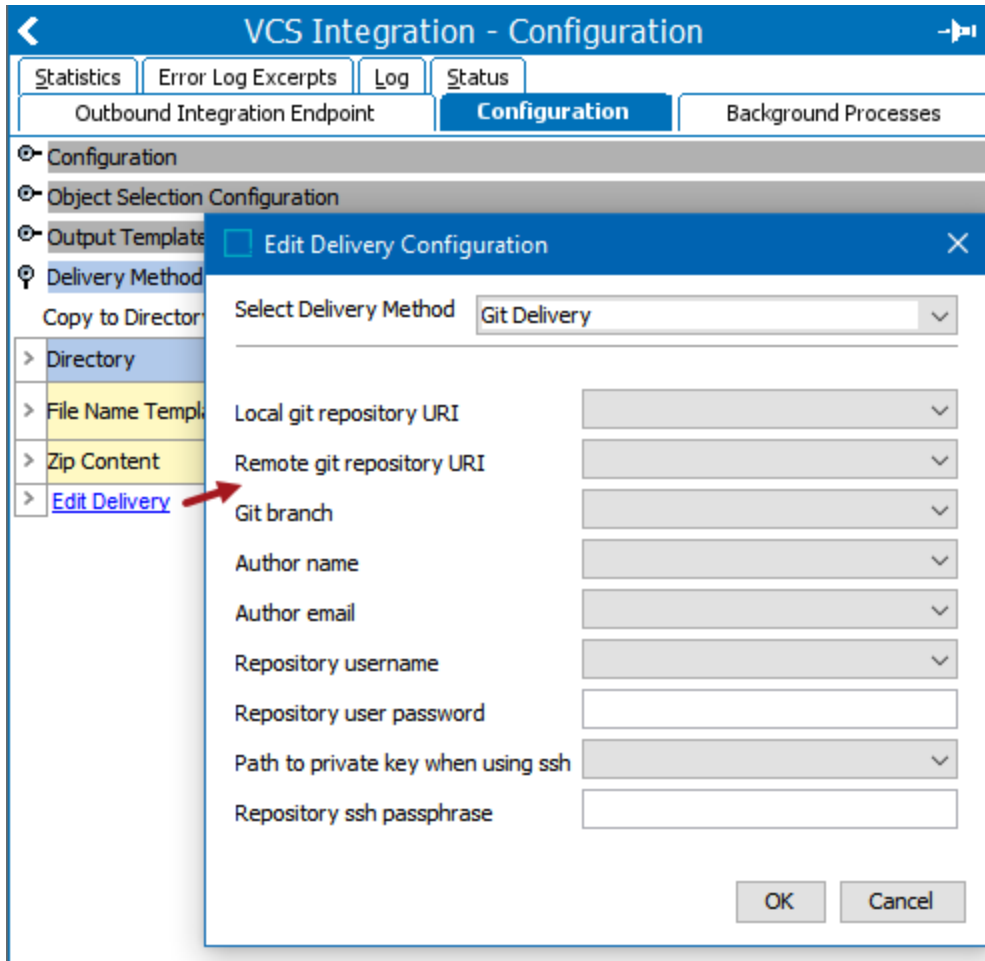 VCS Integration - Configuration
Statistics
Error Log Excerpts
Log
Status
Outbound Integration Endpoint
Configuration
Background Processes
Configuration
Object Selection Configuration
Output Template
Delivery Method
Copy to Director
Directory
File Name Templa
Zip Content
Edit Delivery
Edit Delivery Configuration
Select Delivery Method
Git Delivery
Local git repository URI
Remote git repository URI
Git branch
Author name
Author email
Repository username
Repository user password
Path to private key when using ssh
Repository ssh passphrase
OK
Cancel